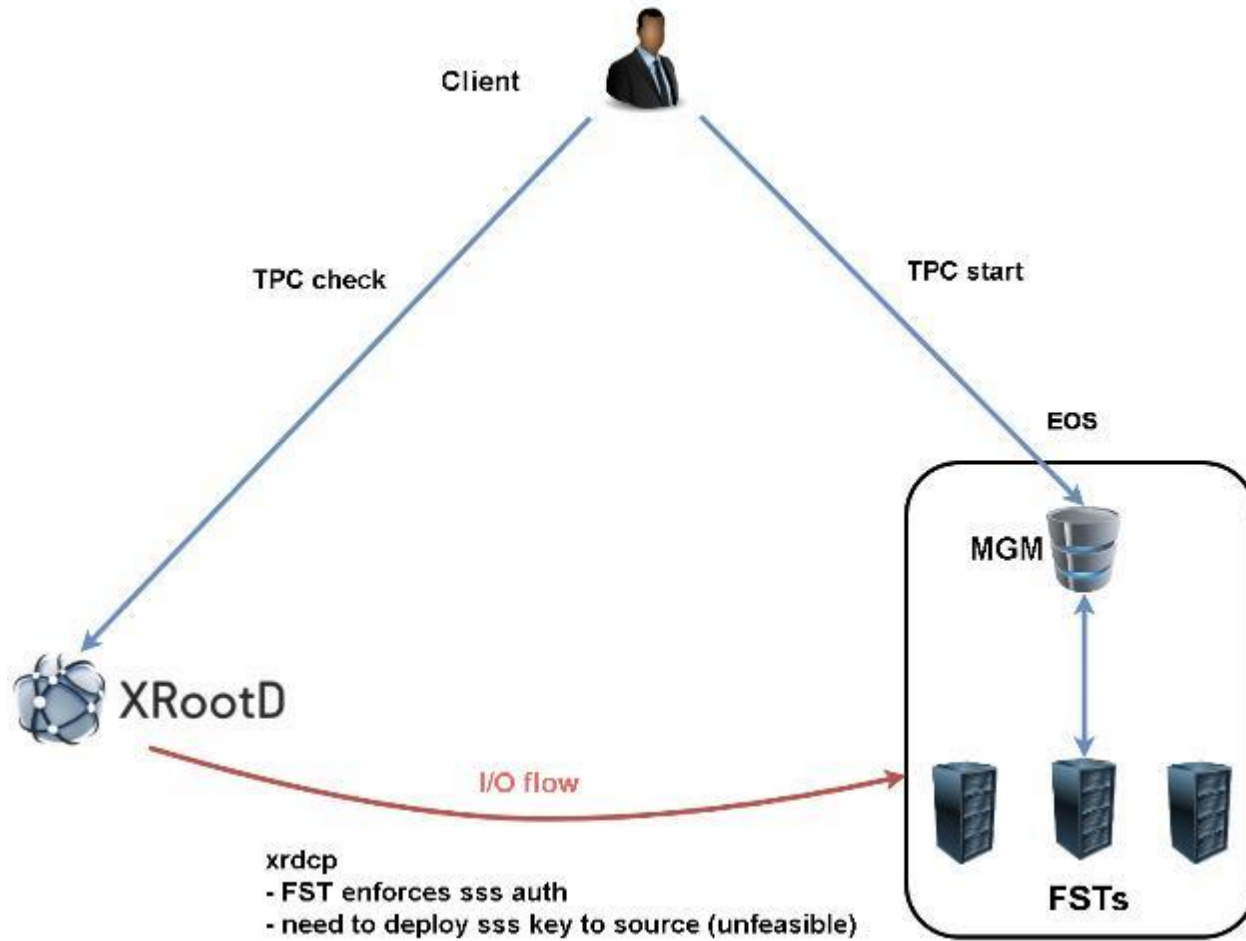 Client
TPC check
TPC start
EOS
MGM
XRootD
I/O flow
xrdcp
- FST enforces sss auth
- need to deploy sss key to source (unfeasible)
FSTs